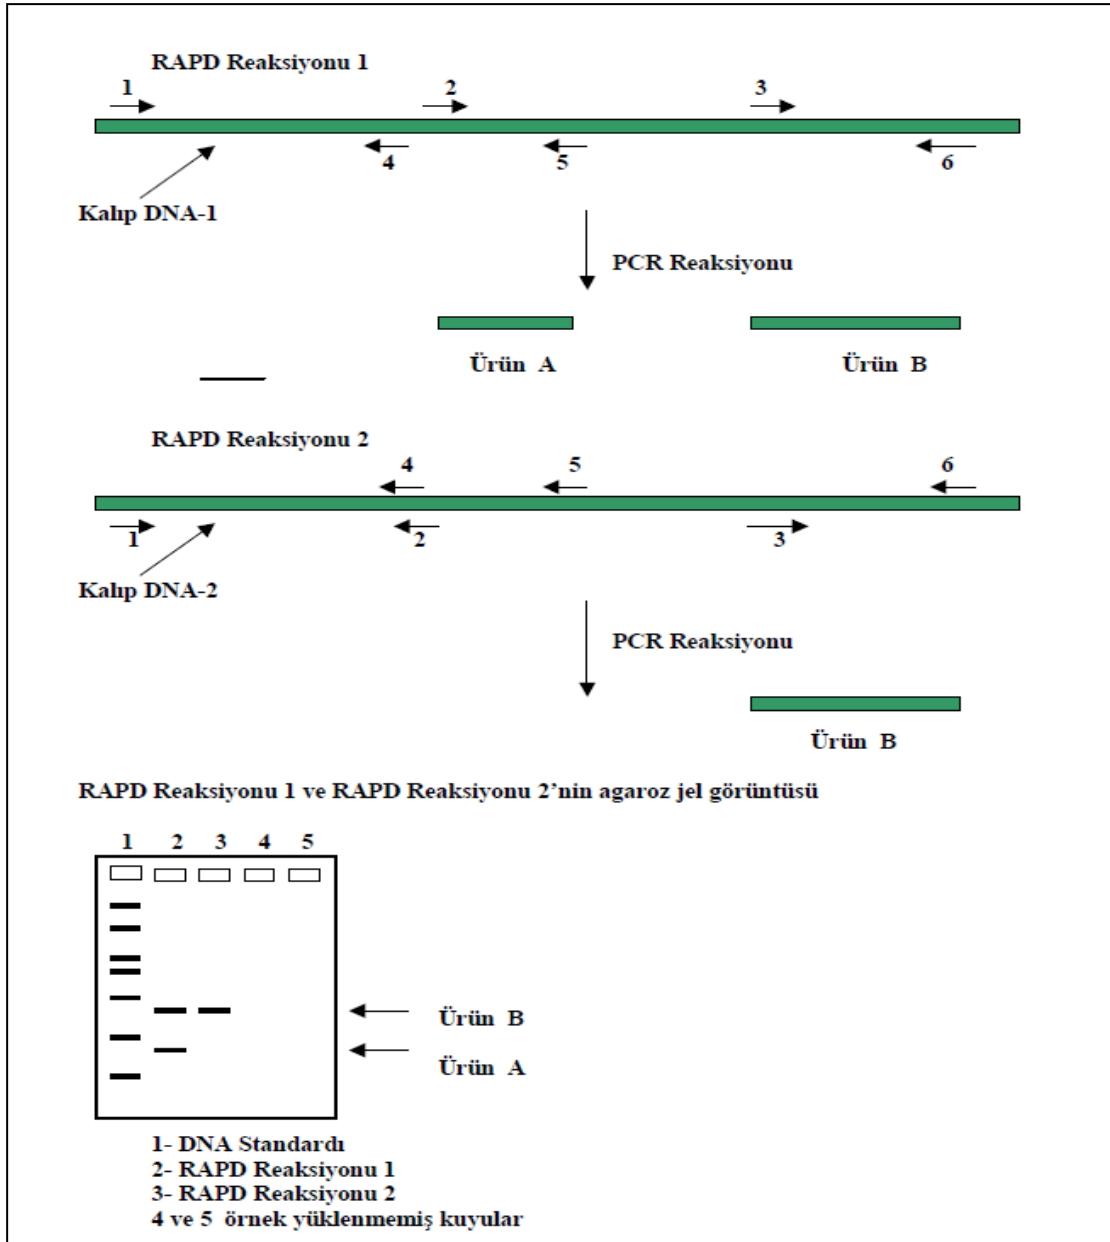 RAPD Reaksiyonu 1
1 2 3
4 5 6
Kalıp DNA-1
PCR Reaksiyonu
Ürün A Ürün B
RAPD Reaksiyonu 2
4 5 6
1 2 3
Kalıp DNA-2
PCR Reaksiyonu
Ürün B
RAPD Reaksiyonu 1 ve RAPD Reaksiyonu 2’nin agaroz jel görüntüsü
1 2 3 4 5
Ürün B
Ürün A
1- DNA Standardı
2- RAPD Reaksiyonu 1
3- RAPD Reaksiyonu 2
4 ve 5 örnek yüklenmemiş kuyular